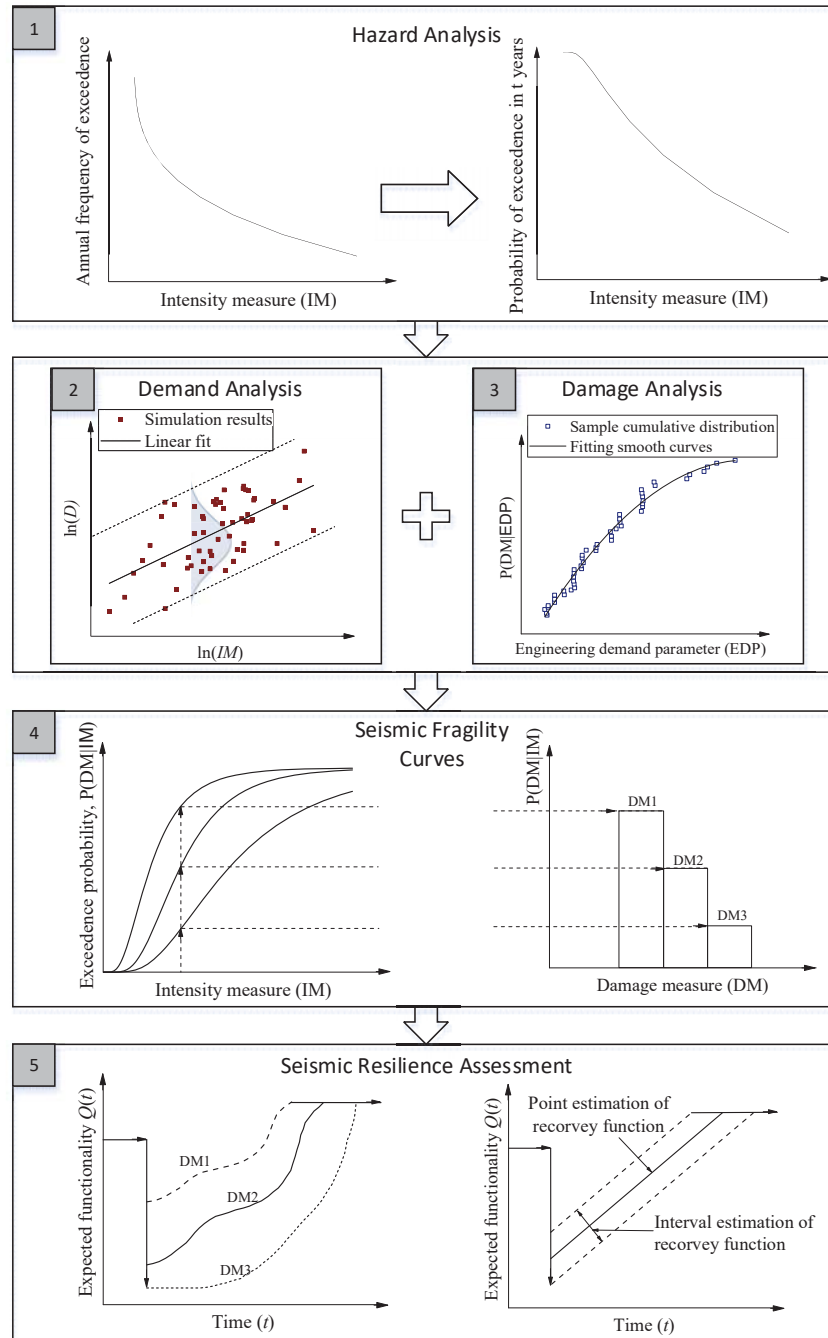 1
Hazard Analysis
Annual frequency of exceedence
Intensity measure (IM)
Probability of exceedence in t years
Intensity measure (IM)
2
Demand Analysis
Simulation results
Linear fit
ln(D)
ln(IM)
3
Damage Analysis
Sample cumulative distribution
Fitting smooth curves
P(DM|EDP)
Engineering demand parameter (EDP)
4
Seismic Fragility
Curves
Exceedence probability, P(DM|IM)
Intensity measure (IM)
P(DM|IM)
DM1
DM2
DM3
Damage measure (DM)
5
Seismic Resilience Assessment
Expected functionality Q(t)
DM1
DM2
DM3
Time (t)
Expected functionality Q(t)
Point estimation of
recorvey function
Interval estimation of
recorvey function
Time (t)